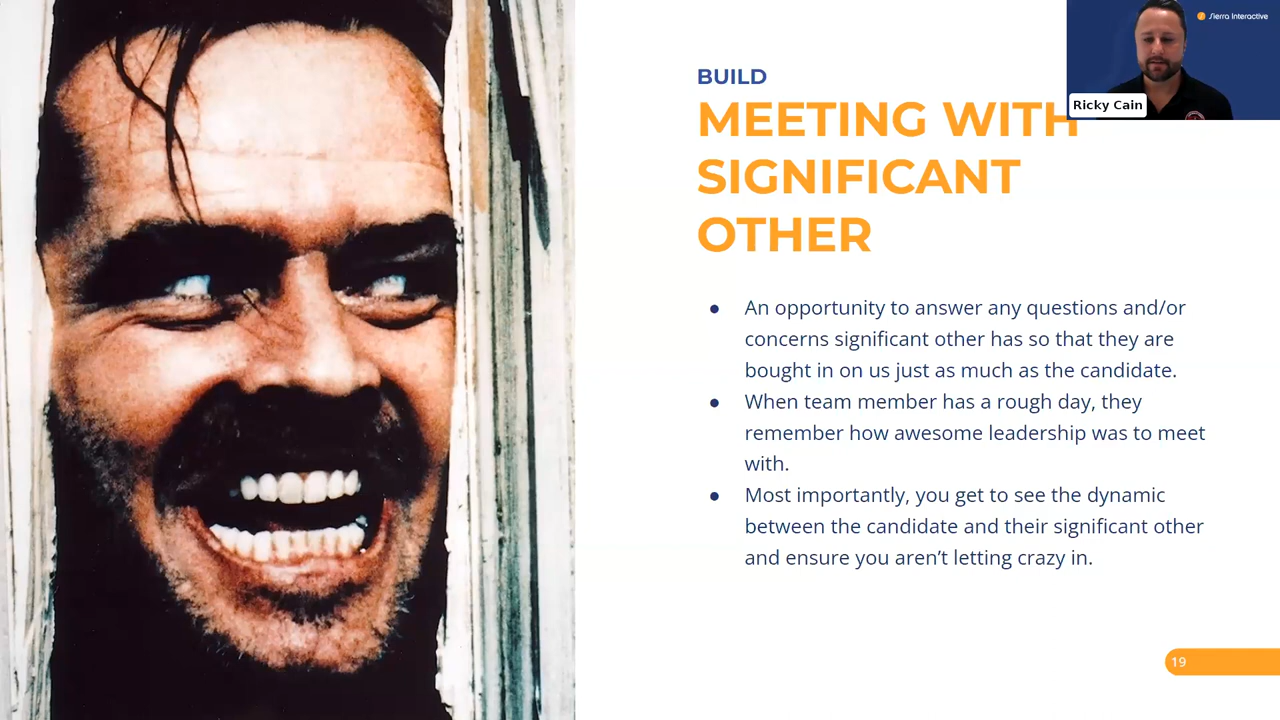 Sierra Interactive
Ricky Cain
BUILD
MEETING WITH
SIGNIFICANT
OTHER
● An opportunity to answer any questions and/or
concerns significant other has so that they are
bought in on us just as much as the candidate.
● When team member has a rough day, they
remember how awesome leadership was to meet
with.
● Most importantly, you get to see the dynamic
between the candidate and their significant other
and ensure you aren’t letting crazy in.
19